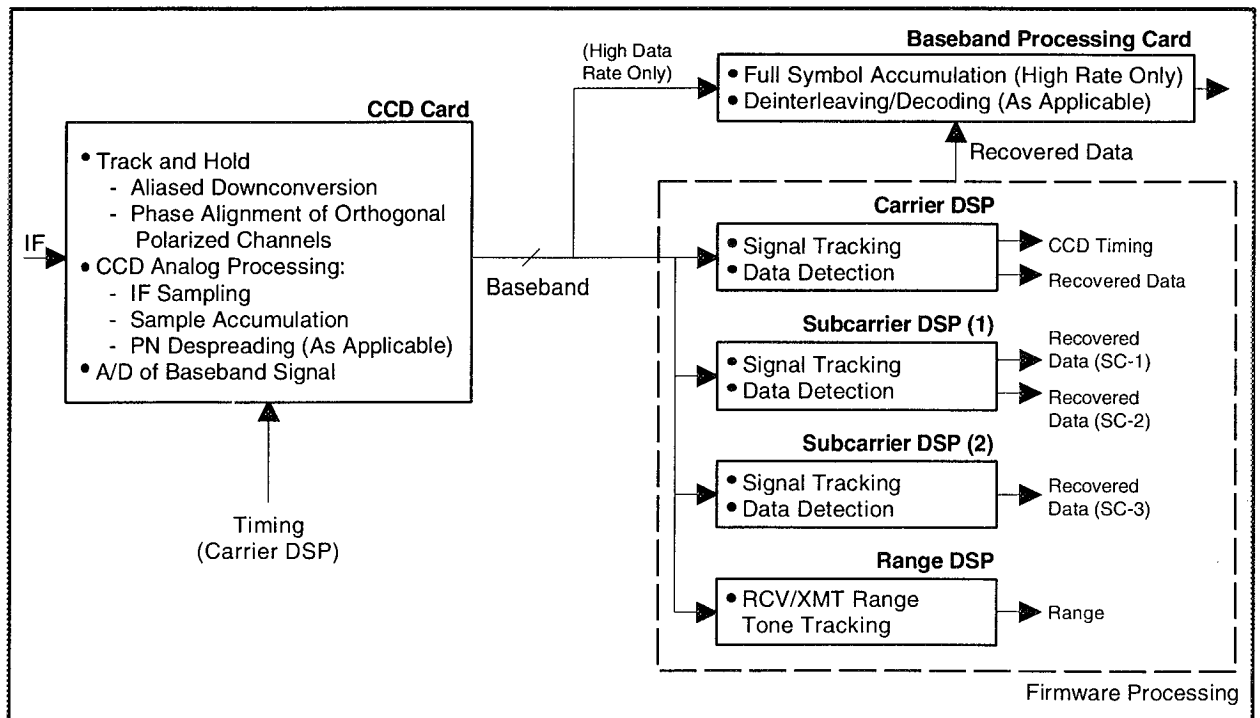 Baseband Processing Card
(High Data
Rate Only)
• Full Symbol Accumulation (High Rate Only)
• Deinterleaving/Decoding (As Applicable)
CCD Card
• Track and Hold
- Aliased Downconversion
- Phase Alignment of Orthogonal
Polarized Channels
• CCD Analog Processing:
- IF Sampling
- Sample Accumulation
- PN Despreading (As Applicable)
• A/D of Baseband Signal
IF
Baseband
Timing
(Carrier DSP)
Recovered Data
Carrier DSP
• Signal Tracking
• Data Detection
CCD Timing
Recovered Data
Subcarrier DSP (1)
• Signal Tracking
• Data Detection
Recovered
Data (SC-1)
Recovered
Data (SC-2)
Subcarrier DSP (2)
• Signal Tracking
• Data Detection
Recovered
Data (SC-3)
Range DSP
• RCV/XMT Range
Tone Tracking
Range
Firmware Processing